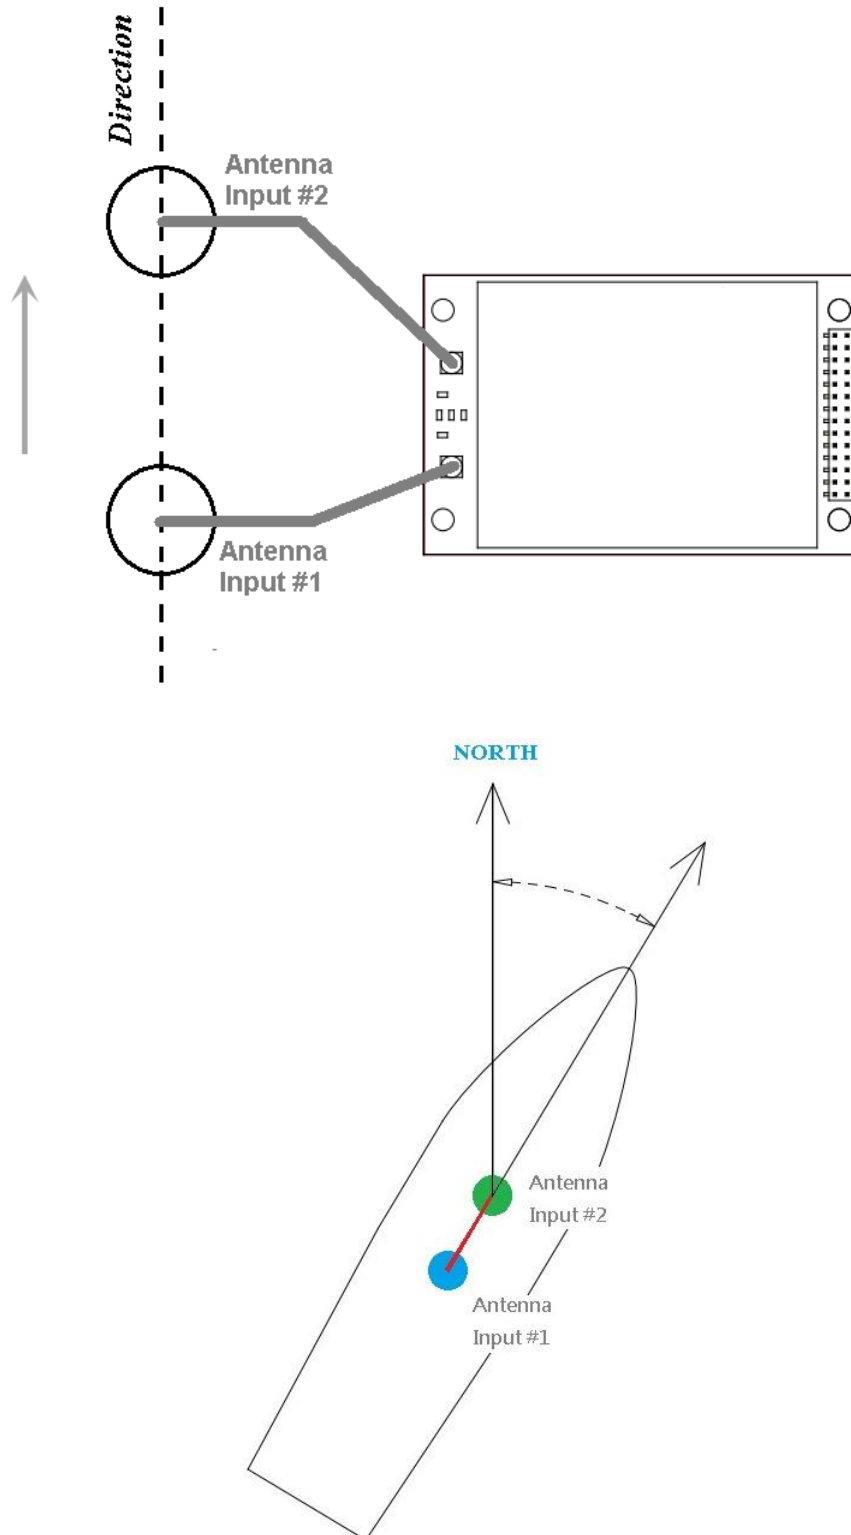 Direction
Antenna
Input #2
Antenna
Input #1
NORTH
Antenna
Input #2
Antenna
Input #1